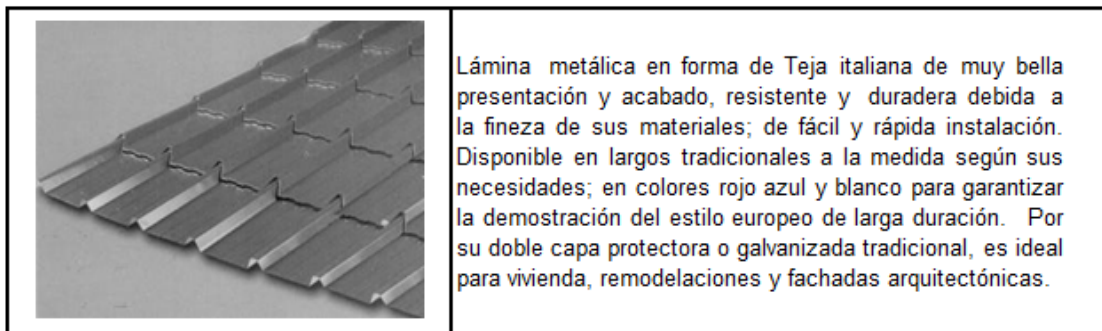 Lámina metálica en forma de Teja italiana de muy bella
presentación y acabado, resistente y duradera debida a
la fineza de sus materiales; de fácil y rápida instalación.
Disponible en largos tradicionales a la medida según sus
necesidades; en colores rojo azul y blanco para garantizar
la demostración del estilo europeo de larga duración. Por
su doble capa protectora o galvanizada tradicional, es ideal
para vivienda, remodelaciones y fachadas arquitectónicas.